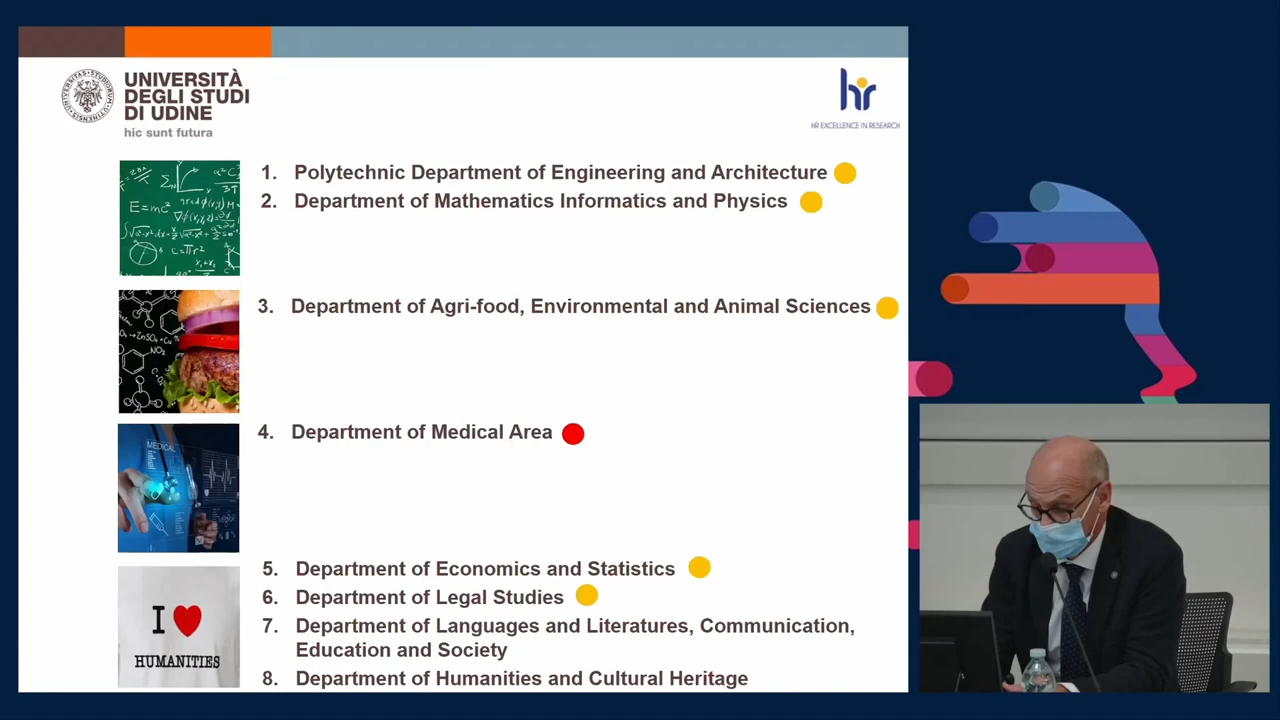 UNIVERSITÀ
DEGLI STUDI
DI UDINE
hic sunt futura
hr
HR EXCELLENCE IN RESEARCH
1. Polytechnic Department of Engineering and Architecture
2. Department of Mathematics Informatics and Physics
E=mc²
3. Department of Agri-food, Environmental and Animal Sciences
4. Department of Medical Area
MEDICAL
5. Department of Economics and Statistics
6. Department of Legal Studies
7. Department of Languages and Literatures, Communication,
Education and Society
8. Department of Humanities and Cultural Heritage
I
HUMANITIES